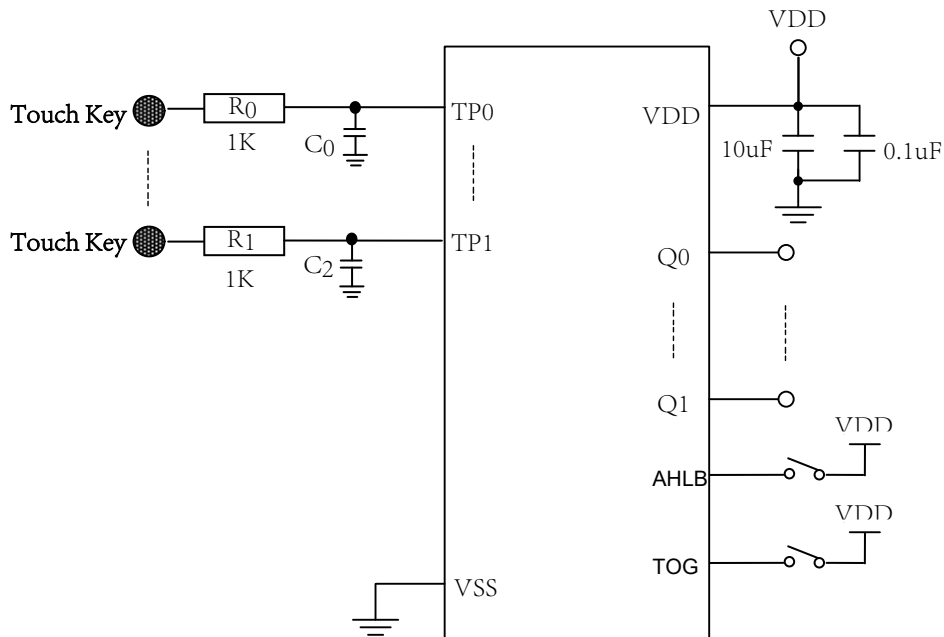 VDD
Touch Key
R0
1K
C0
TP0
VDD
10uF
0.1uF
Touch Key
R1
1K
C2
TP1
Q0
Q1
VDD
AHLB
VDD
TOG
VSS